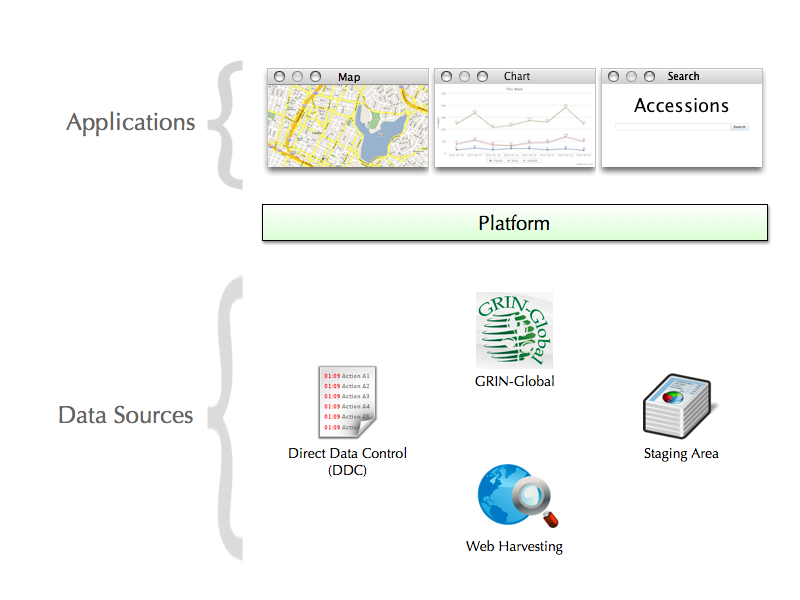 Applications
Map
Chart
Search
This Week
Accessions
Search
Platform
Data Sources
GRIN-Global
GRIN-Global
01:09 Action A1
01:09 Action A2
01:09 Action A3
01:09 Action A4
01:09 Action A5
01:09 Action
Direct Data Control
(DDC)
Staging Area
Web Harvesting